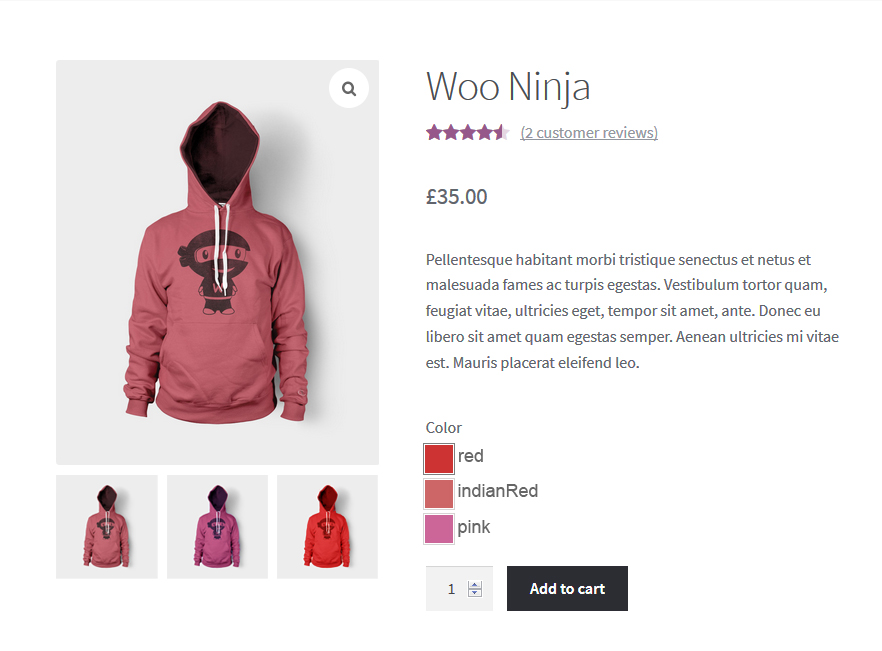 Woo Ninja
(2 customer reviews)
£35.00
Pellentesque habitant morbi tristique senectus et netus et
malesuada fames ac turpis egestas. Vestibulum tortor quam,
feugiat vitae, ultricies eget, tempor sit amet, ante. Donec eu
libero sit amet quam egestas semper. Aenean ultricies mi vitae
est. Mauris placerat eleifend leo.
Color
red
indianRed
pink
1
Add to cart